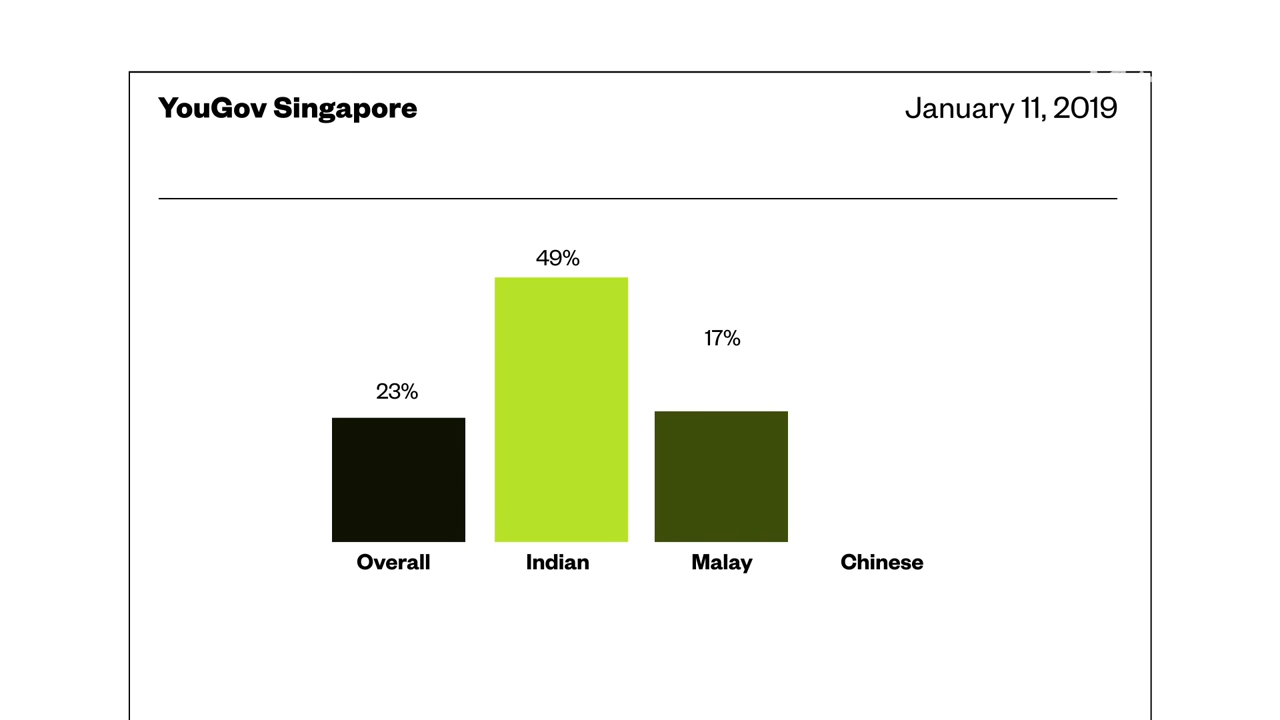 YouGov Singapore
January 11, 2019
49%
17%
23%
Overall
Indian
Malay
Chinese